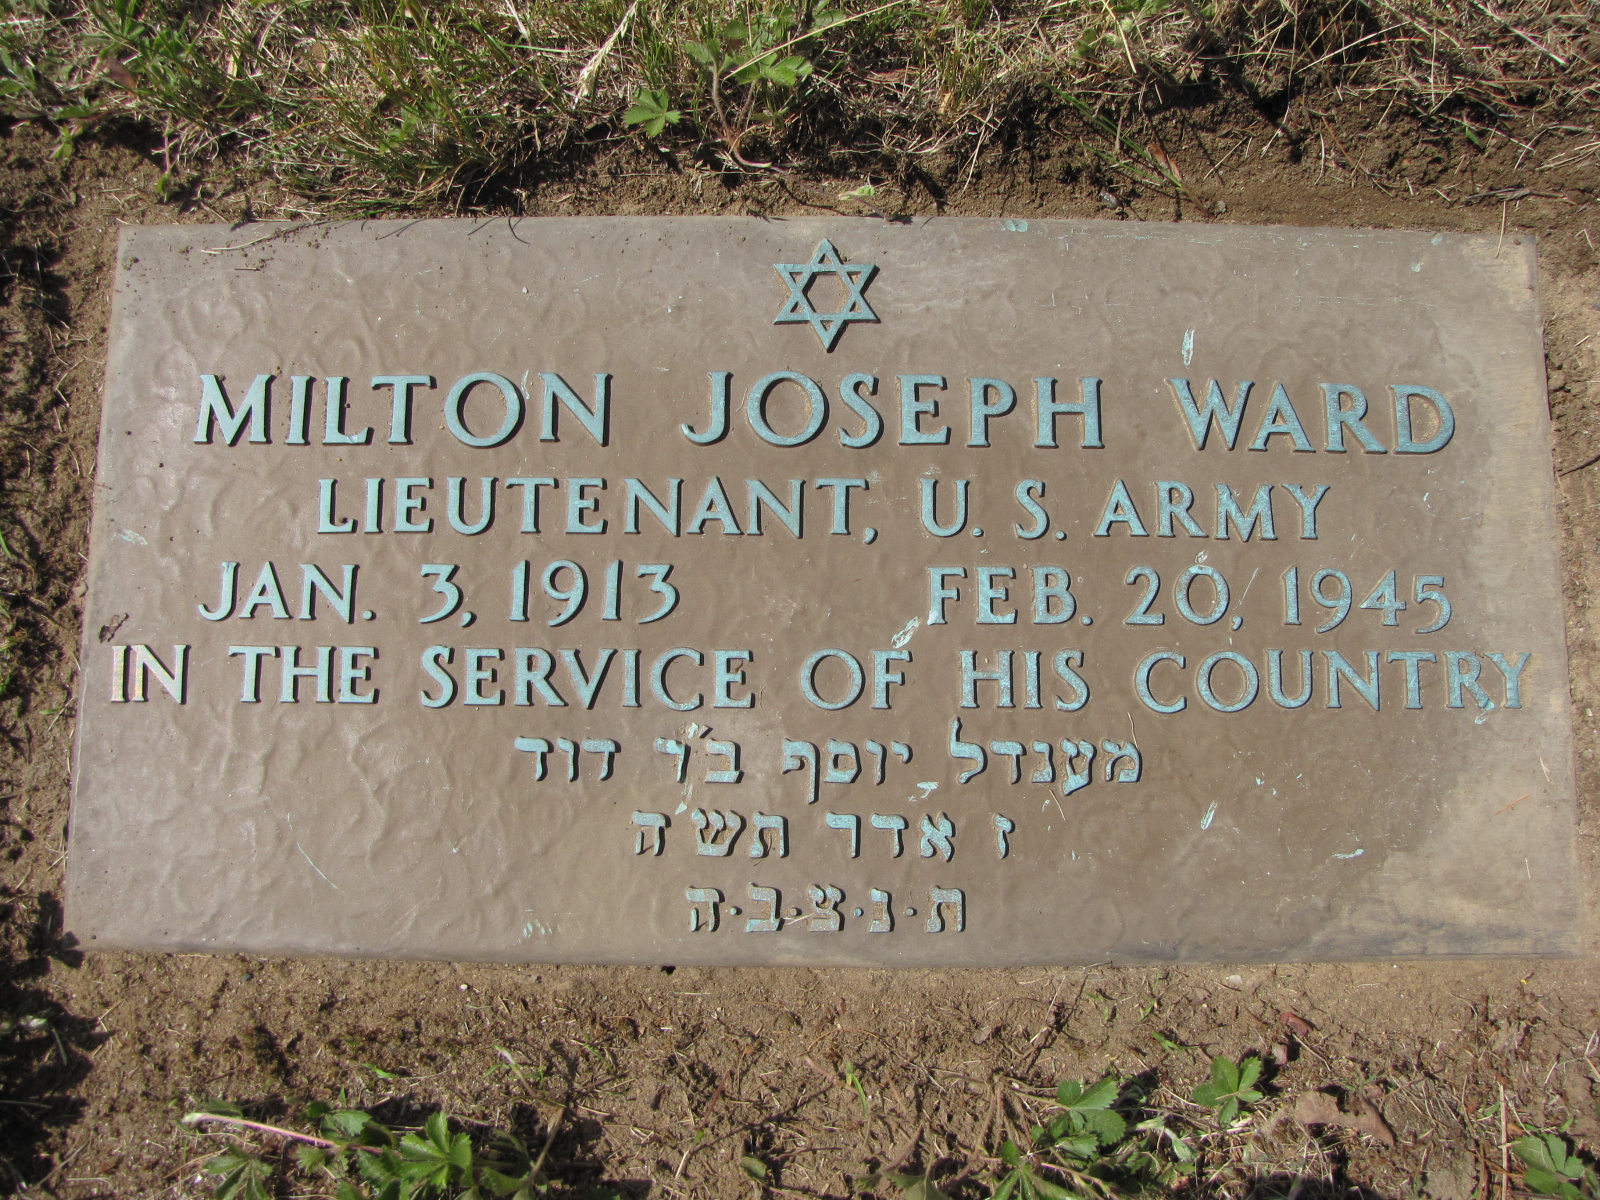 MILTON JOSEPH WARD
LIEUTENANT, U. S. ARMY
JAN. 3, 1913 FEB. 20, 1945
IN THE SERVICE OF HIS COUNTRY
מענדל יוסף ב'ר דוד
ז אדר תש'ה
ת·נ·צ·ב·ה